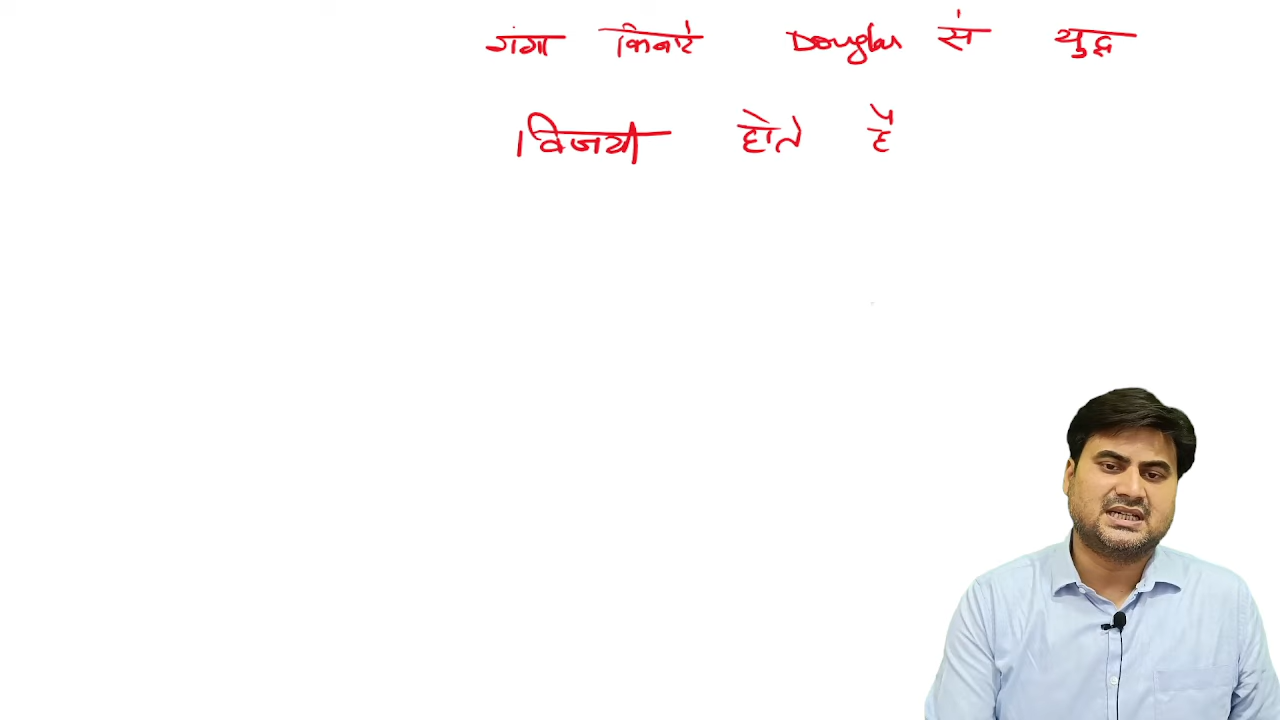 गंगा किनारे Douglas से युद्ध
विजयी होते है